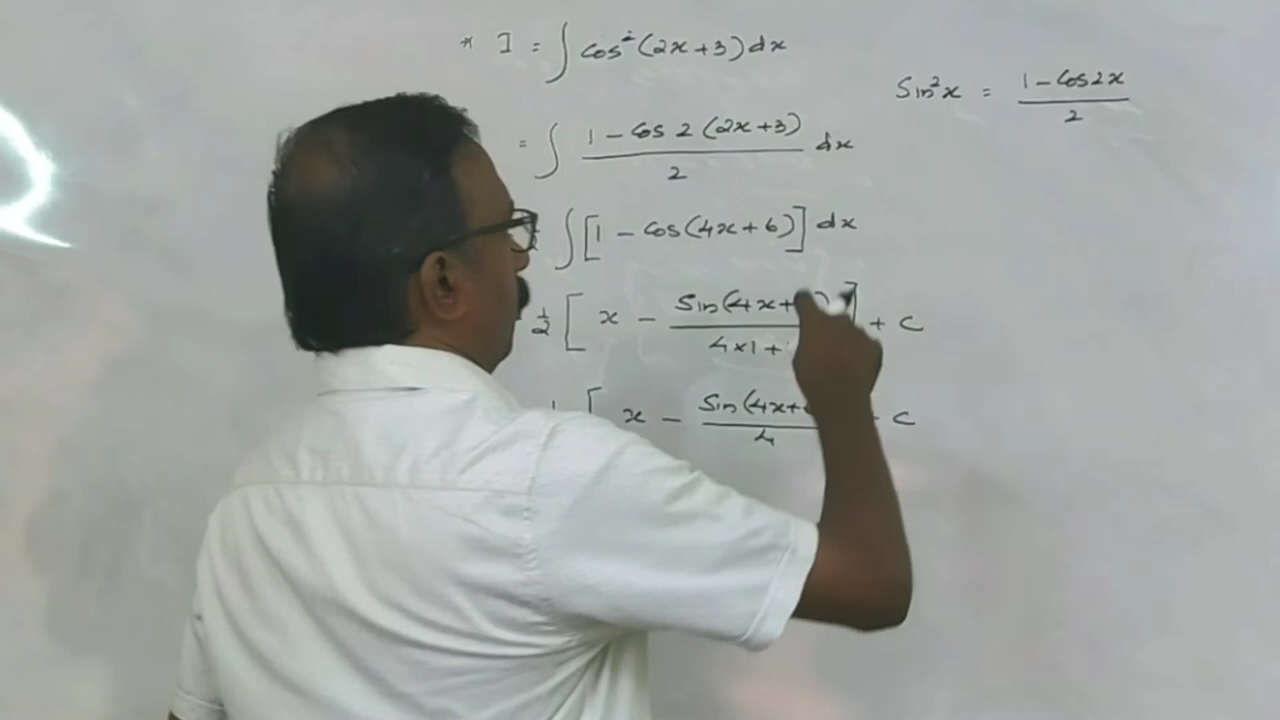 * I = ∫ Cos²(2x+3) dx
Sin²x = 1 - Cos2x / 2
= ∫ 1 - Cos 2 (2x+3) / 2 dx
∫ [1 - Cos(4x+6)] dx
1/2 [ x - Sin(4x+ / 4×1+ ] + C
[ x - Sin(4x+ / 4 + C